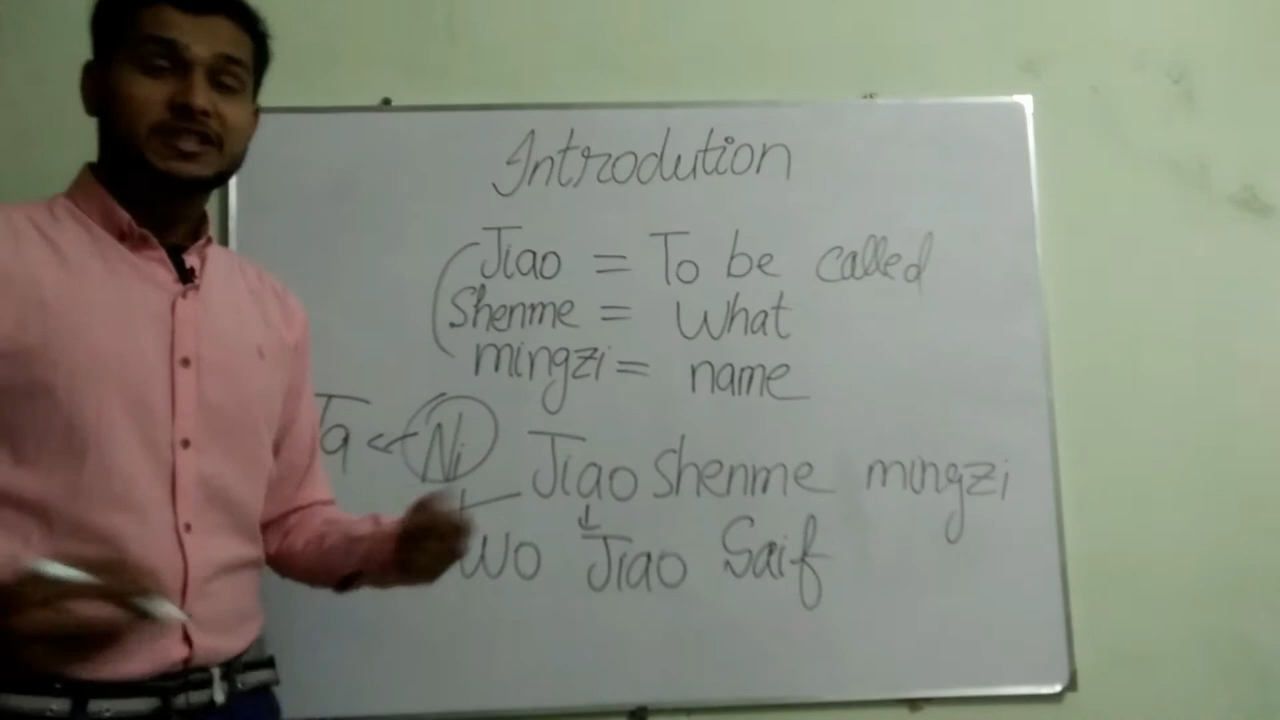 Introdution
Jiao = To be called
Shenme = What
mingzi = name
Ta Ni Jiao Shenme mingzi
Wo Jiao Saif